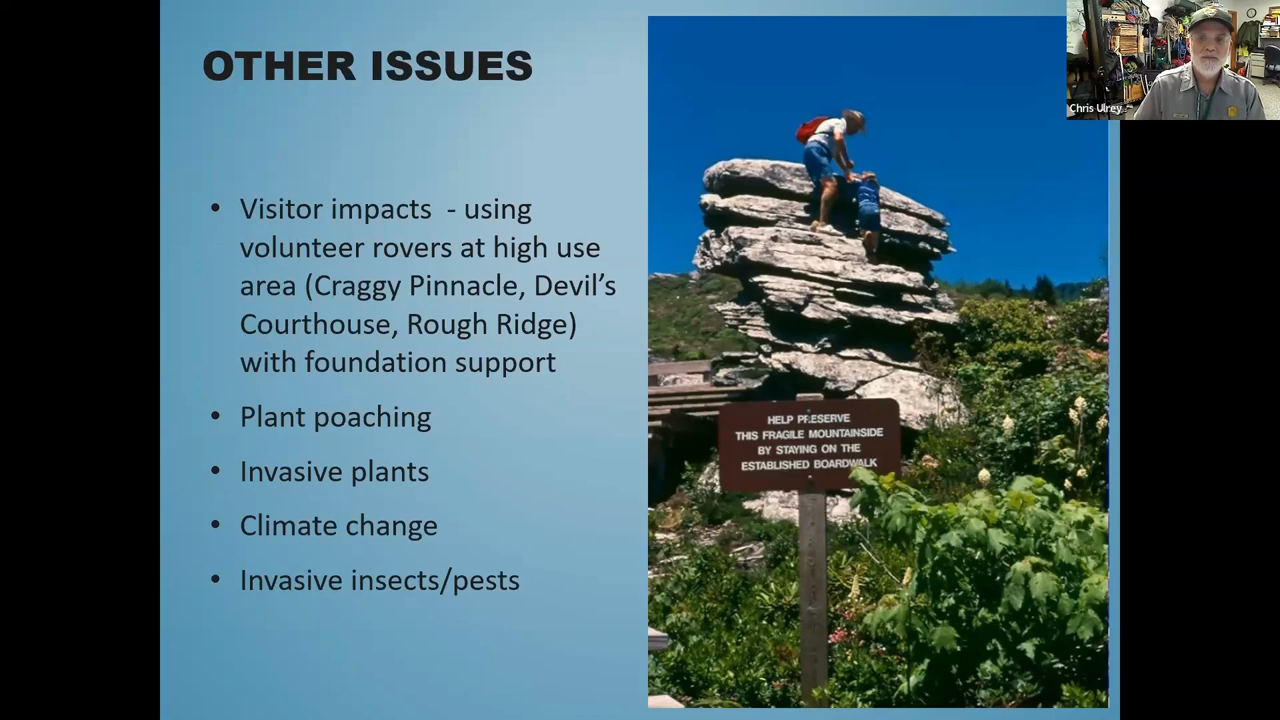 OTHER ISSUES
• Visitor impacts - using
volunteer rovers at high use
area (Craggy Pinnacle, Devil's
Courthouse, Rough Ridge)
with foundation support
• Plant poaching
• Invasive plants
• Climate change
• Invasive insects/pests
HELP PRESERVE
THIS FRAGILE MOUNTAINSIDE
BY STAYING ON THE
ESTABLISHED BOARDWALK
Chris Ulrey